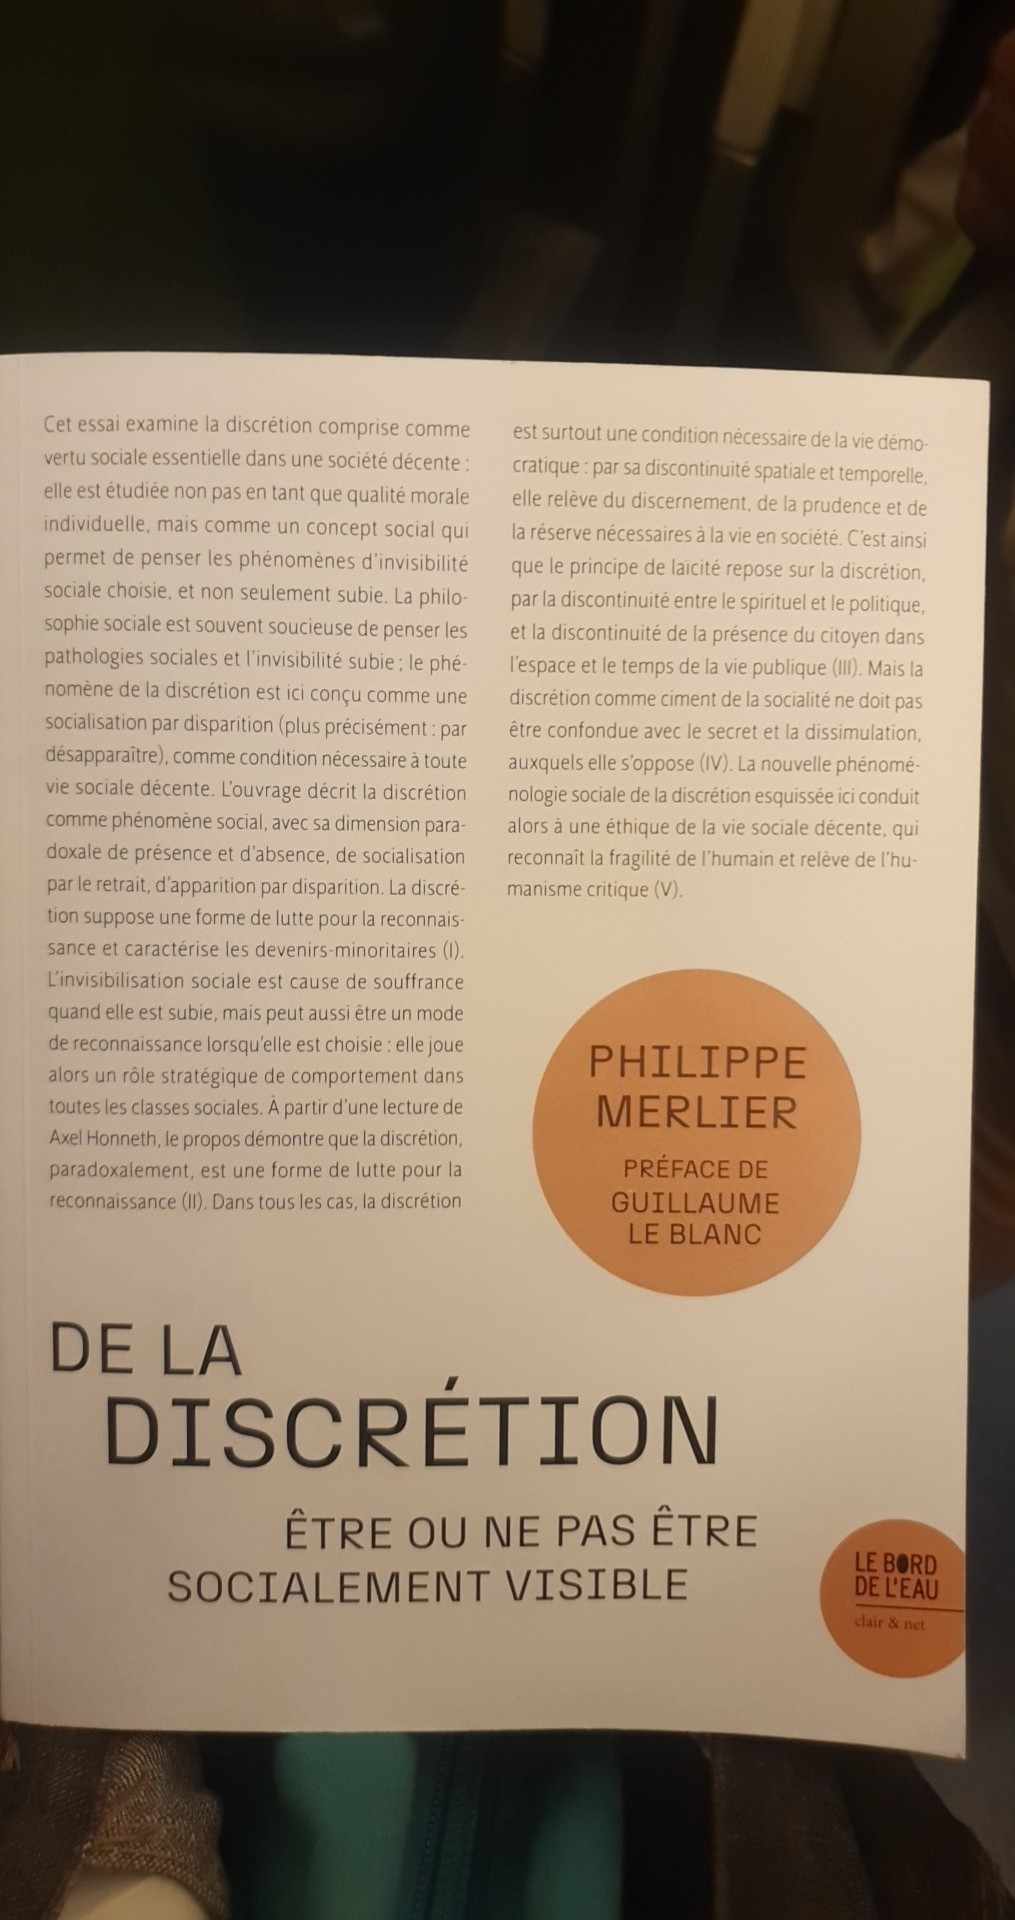 Cet essai examine la discrétion comprise comme
vertu sociale essentielle dans une société décente :
elle est étudiée non pas en tant que qualité morale
individuelle, mais comme un concept social qui
permet de penser les phénomènes d'invisibilité
sociale choisie, et non seulement subie. La philo-
sophie sociale est souvent soucieuse de penser les
pathologies sociales et l'invisibilité subie ; le phé-
nomène de la discrétion est ici conçu comme une
socialisation par disparition (plus précisément : par
désapparaître), comme condition nécessaire à toute
vie sociale décente. L'ouvrage décrit la discrétion
comme phénomène social, avec sa dimension para-
doxale de présence et d'absence, de socialisation
par le retrait, d'apparition par disparition. La discré-
tion suppose une forme de lutte pour la reconnais-
sance et caractérise les devenirs-minoritaires (I).
L'invisibilisation sociale est cause de souffrance
quand elle est subie, mais peut aussi être un mode
de reconnaissance lorsqu'elle est choisie : elle joue
alors un rôle stratégique de comportement dans
toutes les classes sociales. À partir d'une lecture de
Axel Honneth, le propos démontre que la discrétion,
paradoxalement, est une forme de lutte pour la
reconnaissance (II). Dans tous les cas, la discrétion
est surtout une condition nécessaire de la vie démo-
cratique : par sa discontinuité spatiale et temporelle,
elle relève du discernement, de la prudence et de
la réserve nécessaires à la vie en société. C'est ainsi
que le principe de laïcité repose sur la discrétion,
par la discontinuité entre le spirituel et le politique,
et la discontinuité de la présence du citoyen dans
l'espace et le temps de la vie publique (III). Mais la
discrétion comme ciment de la socialité ne doit pas
être confondue avec le secret et la dissimulation,
auxquels elle s'oppose (IV). La nouvelle phénomé-
nologie sociale de la discrétion esquissée ici conduit
alors à une éthique de la vie sociale décente, qui
reconnaît la fragilité de l'humain et relève de l'hu-
manisme critique (V).
PHILIPPE
MERLIER
PRÉFACE DE
GUILLAUME
LE BLANC
DE LA
DISCRÉTION
ÊTRE OU NE PAS ÊTRE
SOCIALEMENT VISIBLE
LE BORD
DE L'EAU
clair & net